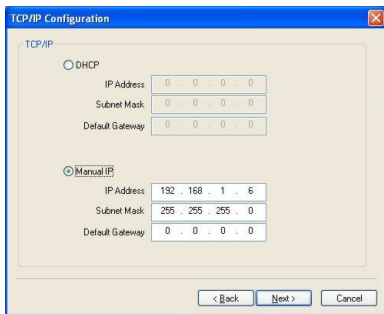 TCP/IP Configuration
TCP/IP
DHCP
IP Address 0 . 0 . 0 . 0
Subnet Mask 0 . 0 . 0 . 0
Default Gateway 0 . 0 . 0 . 0
Manual IP
IP Address 192 . 168 . 1 . 6
Subnet Mask 255 . 255 . 255 . 0
Default Gateway 0 . 0 . 0 . 0
< Back Next > Cancel